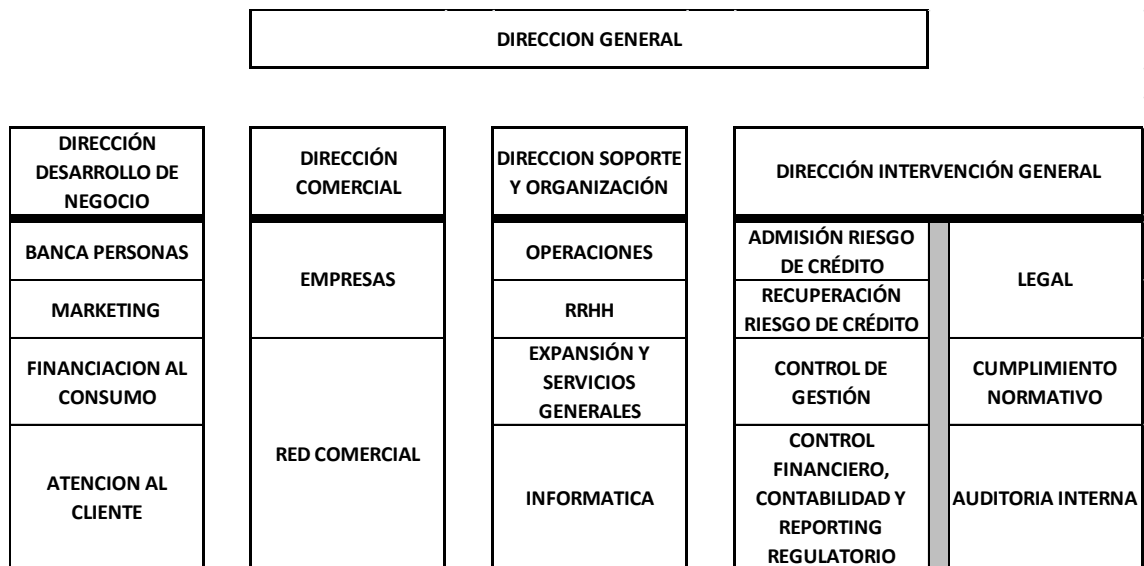 DIRECCION GENERAL
DIRECCIÓN
DESARROLLO DE
NEGOCIO
BANCA PERSONAS
MARKETING
FINANCIACION AL
CONSUMO
ATENCION AL
CLIENTE
DIRECCIÓN
COMERCIAL
EMPRESAS
RED COMERCIAL
DIRECCION SOPORTE
Y ORGANIZACIÓN
OPERACIONES
RRHH
EXPANSIÓN Y
SERVICIOS
GENERALES
INFORMATICA
DIRECCIÓN INTERVENCIÓN GENERAL
ADMISIÓN RIESGO
DE CRÉDITO
RECUPERACIÓN
RIESGO DE CRÉDITO
CONTROL DE
GESTIÓN
CONTROL
FINANCIERO,
CONTABILIDAD Y
REPORTING
REGULATORIO
LEGAL
CUMPLIMIENTO
NORMATIVO
AUDITORIA INTERNA